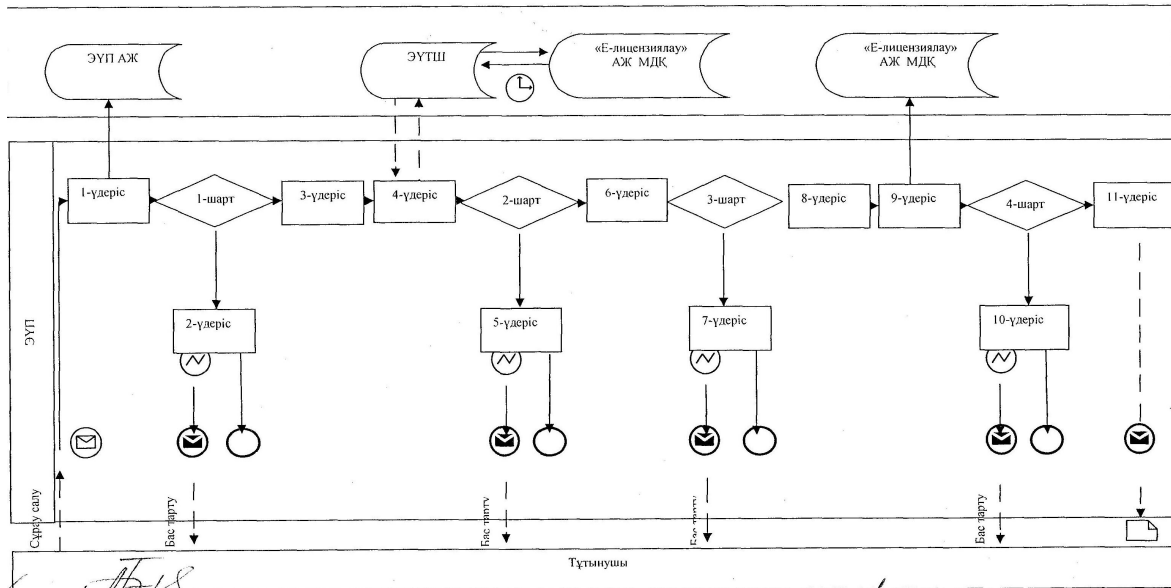 ЭҮП АЖ
ЭҮТШ
«Е-лицензиялау»
АЖ МДҚ
«Е-лицензиялау»
АЖ МДҚ
1-үдеріс
1-шарт
3-үдеріс
4-үдеріс
2-шарт
6-үдеріс
3-шарт
8-үдеріс
9-үдеріс
4-шарт
11-үдеріс
2-үдеріс
5-үдеріс
7-үдеріс
10-үдеріс
ЭҮП
Сұрау салу
Бас тарту
Бас тарту
Бас тарту
Бас тарту
Тұтынушы